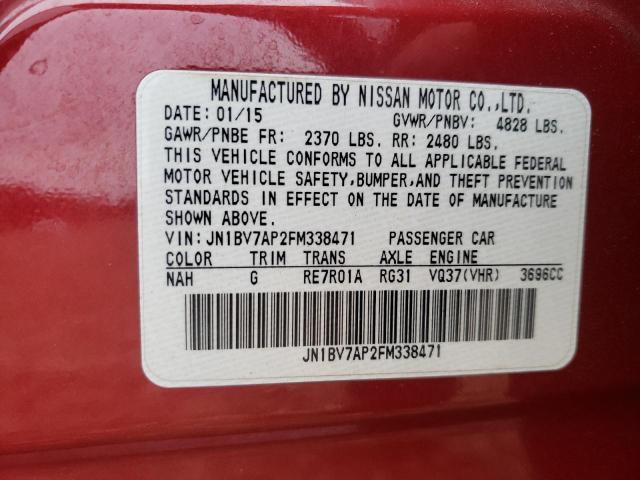 MANUFACTURED BY NISSAN MOTOR CO.,LTD.
DATE: 01/15 GVWR/PNBV: 4828 LBS.
GAWR/PNBE FR: 2370 LBS. RR: 2480 LBS.
THIS VEHICLE CONFORMS TO ALL APPLICABLE FEDERAL
MOTOR VEHICLE SAFETY,BUMPER,AND THEFT PREVENTION
STANDARDS IN EFFECT ON THE DATE OF MANUFACTURE
SHOWN ABOVE.
VIN: JN1BV7AP2FM338471 PASSENGER CAR
COLOR TRIM TRANS AXLE ENGINE
NAH G RE7R01A RG31 VQ37(VHR) 3696CC
JN1BV7AP2FM338471